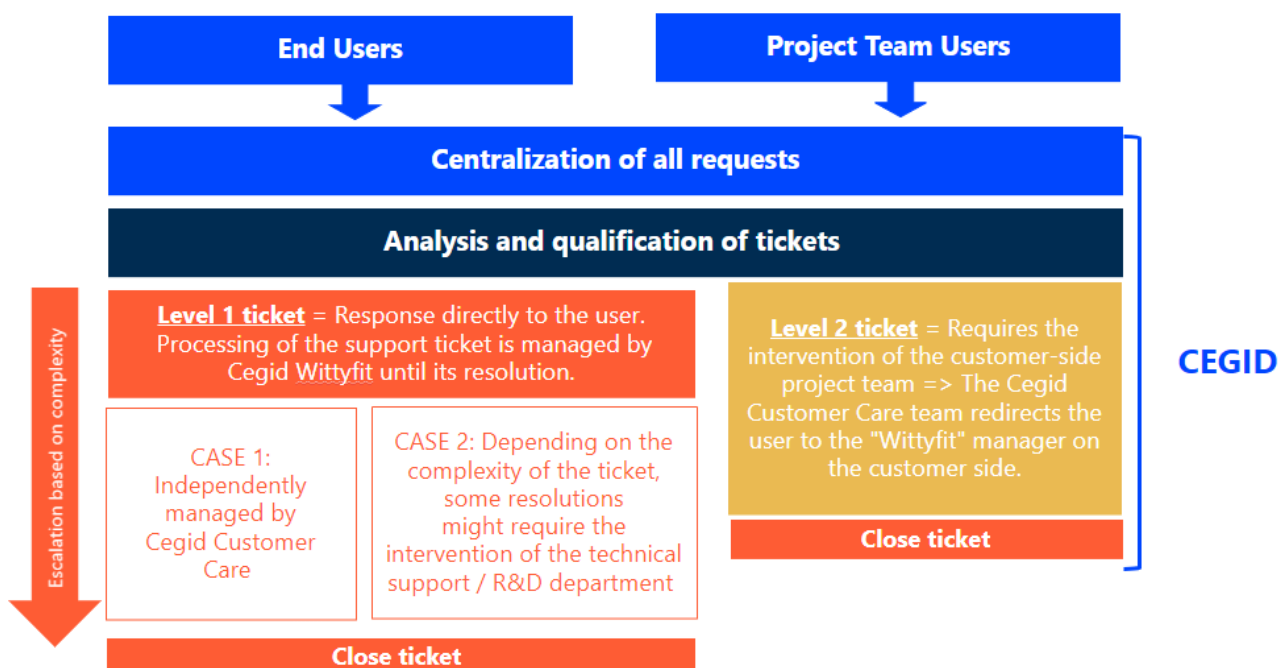 End Users
Project Team Users
Centralization of all requests
Analysis and qualification of tickets
Escalation based on complexity
Level 1 ticket = Response directly to the user.
Processing of the support ticket is managed by
Cegid Wittyfit until its resolution.
CASE 1:
Independently
managed by
Cegid Customer
Care
CASE 2: Depending on the
complexity of the ticket,
some resolutions
might require the
intervention of the technical
support / R&D department
Close ticket
Level 2 ticket = Requires the
intervention of the customer-side
project team => The Cegid
Customer Care team redirects the
user to the "Wittyfit" manager on
the customer side.
Close ticket
CEGID